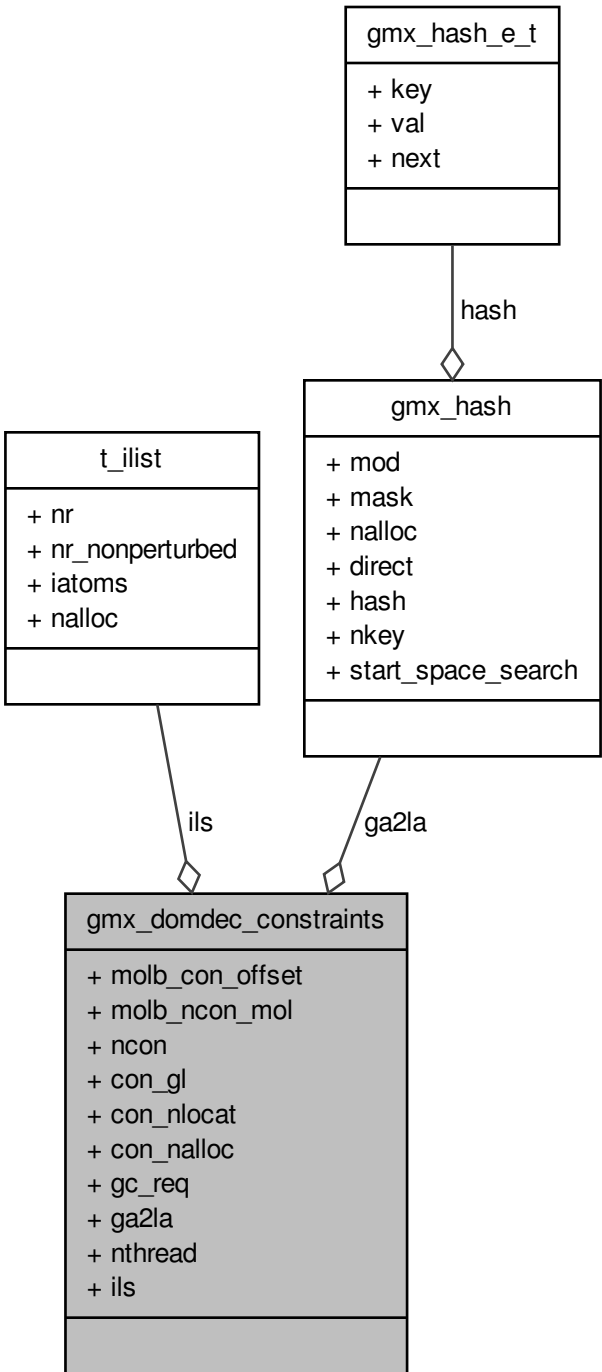 gmx_hash_e_t
+ key
+ val
+ next
hash
gmx_hash
+ mod
+ mask
+ nalloc
+ direct
+ hash
+ nkey
+ start_space_search
t_ilist
+ nr
+ nr_nonperturbed
+ iatoms
+ nalloc
ils
ga2la
gmx_domdec_constraints
+ molb_con_offset
+ molb_ncon_mol
+ ncon
+ con_gl
+ con_nlocat
+ con_nalloc
+ gc_req
+ ga2la
+ nthread
+ ils